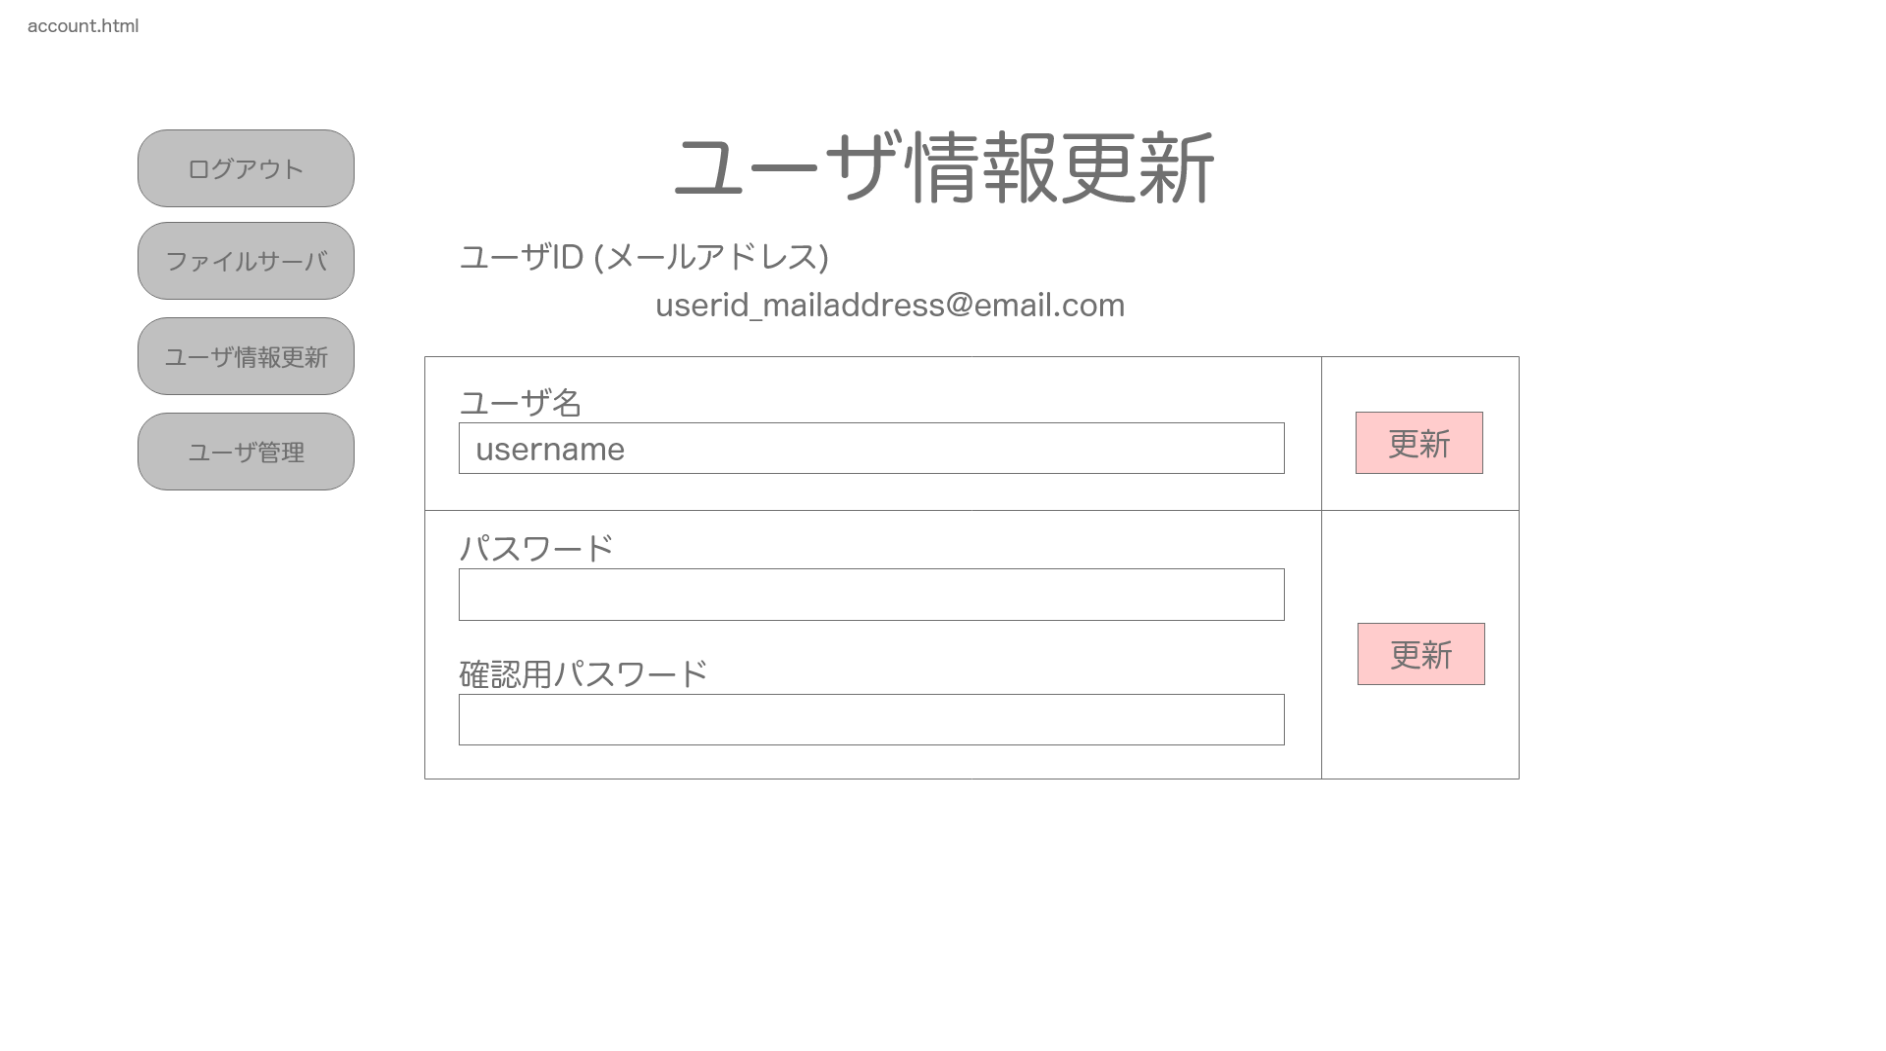 account.html
ログアウト
ファイルサーバ
ユーザ情報更新
ユーザ管理
ユーザ情報更新
ユーザID (メールアドレス)
userid_mailaddress@email.com
ユーザ名
username
更新
パスワード
確認用パスワード
更新